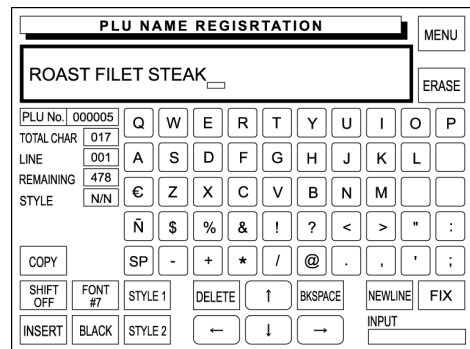 PLU NAME REGISRTATION
MENU
ROAST FILET STEAK_
ERASE
PLU No. 000005
TOTAL CHAR 017
LINE 001
REMAINING 478
STYLE N/N
Q W E R T Y U I O P
A S D F G H J K L
€ Z X C V B N M
Ñ $ % & ! ? < > " :
COPY SP - + * / @ . , ' ;
SHIFT OFF FONT #7 STYLE 1 DELETE ↑ BKSPACE NEWLINE FIX
INSERT BLACK STYLE 2 ← ↓ → INPUT